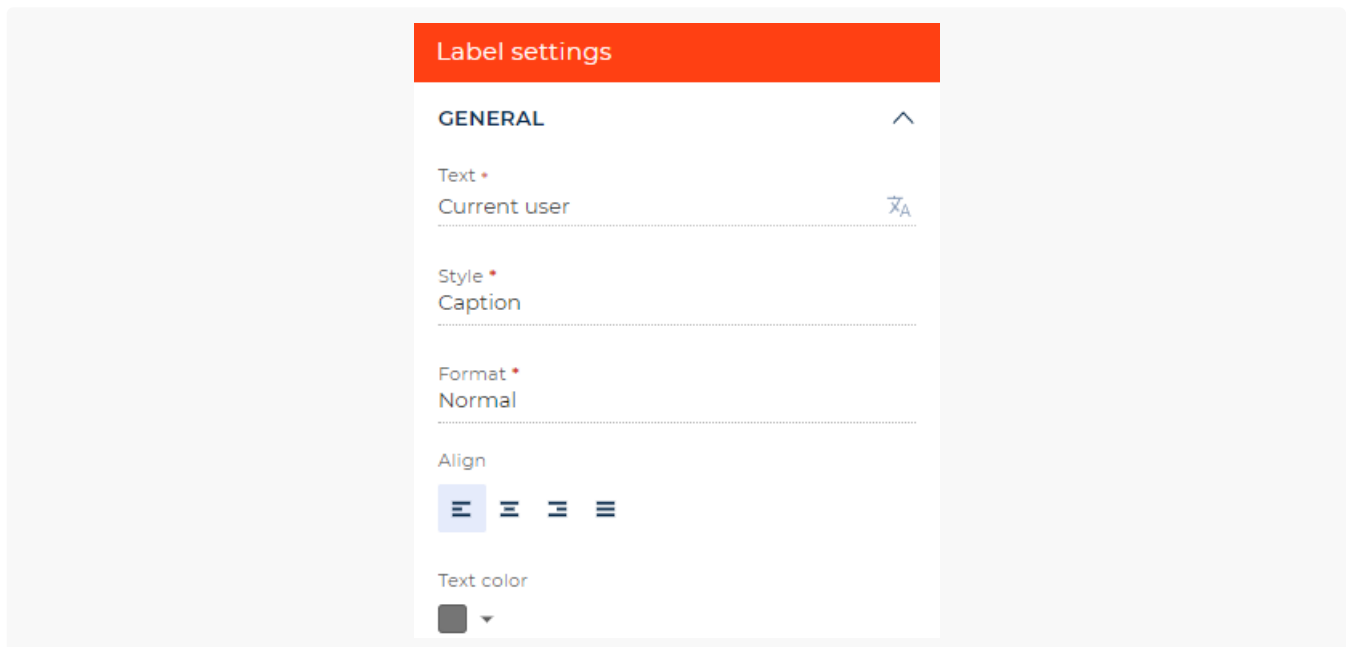 Label settings
GENERAL
Text *
Current user
Style *
Caption
Format *
Normal
Align
Text color